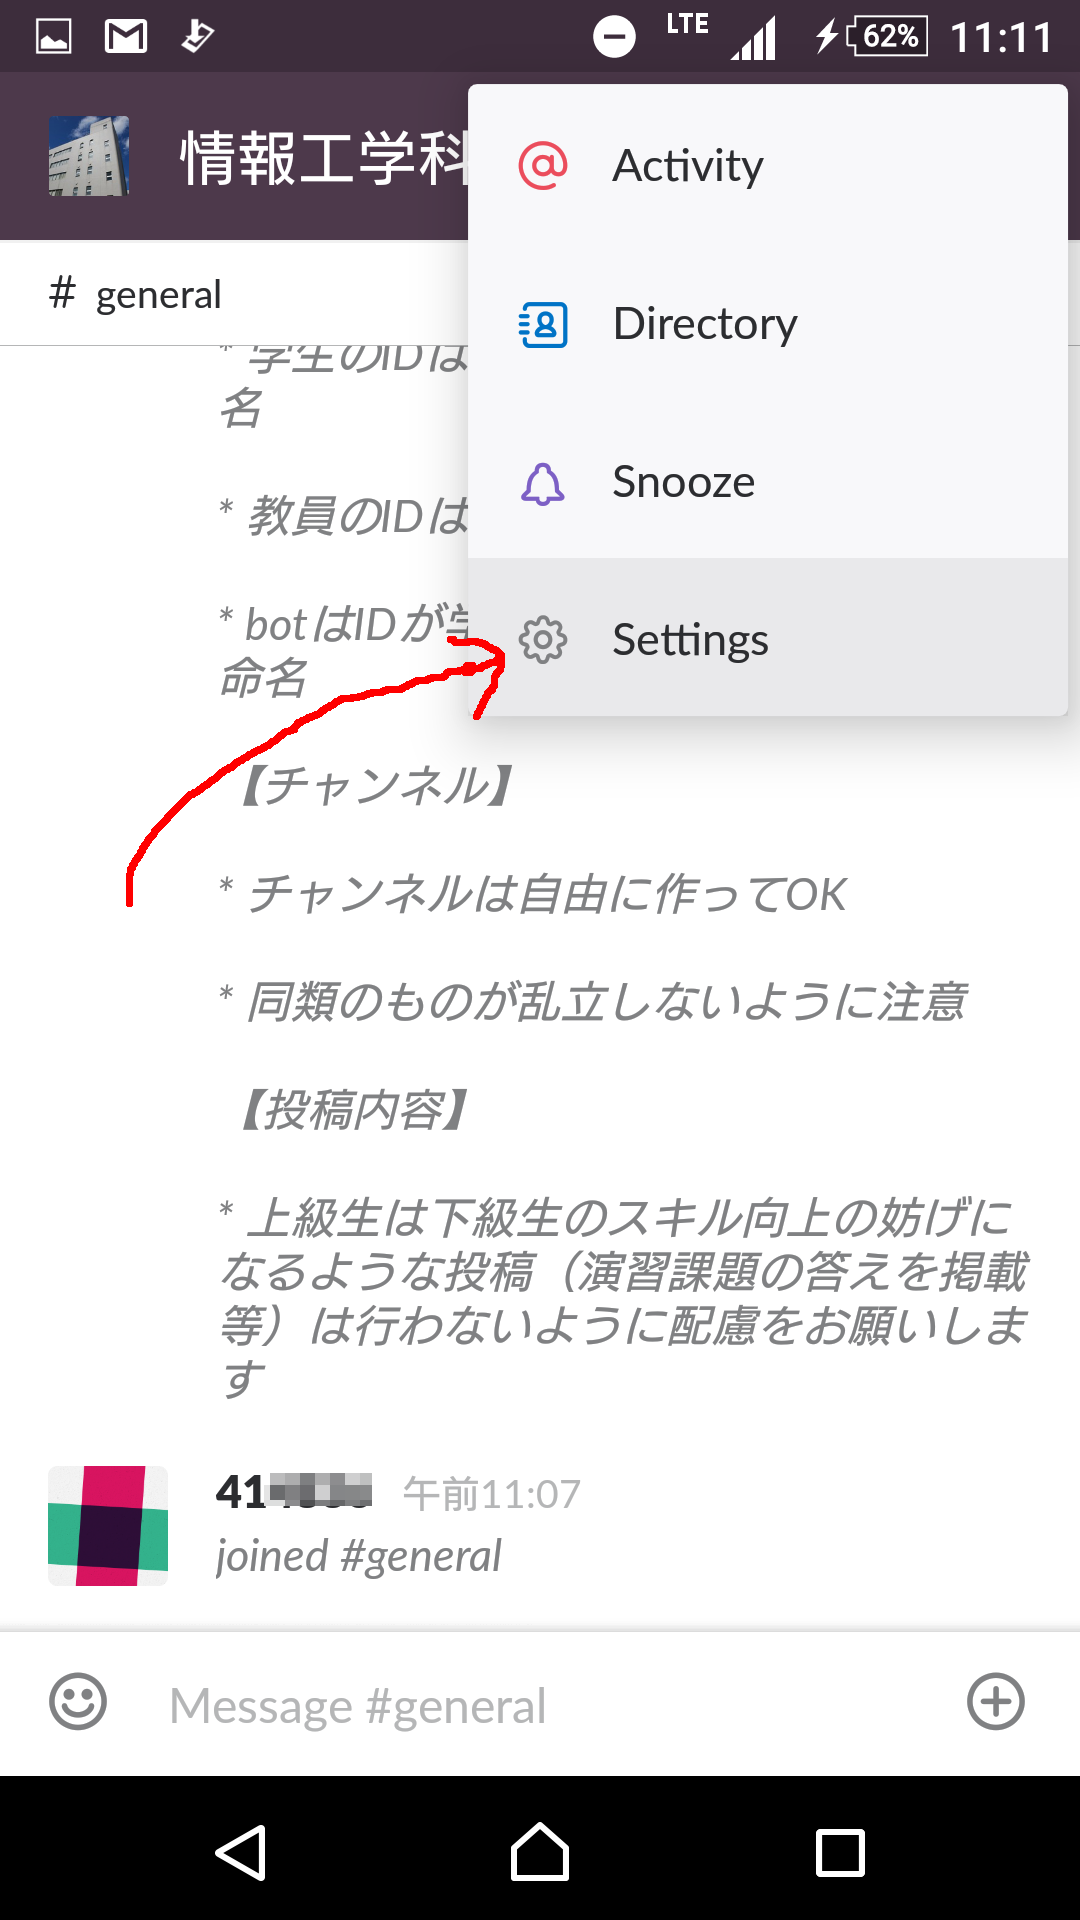 LTE 62% 11:11
情報工学科
Activity
Directory
Snooze
Settings
# general
* 学生のIDは
名
* 教員のIDは
* botはIDが学
命名
【チャンネル】
* チャンネルは自由に作ってOK
* 同類のものが乱立しないように注意
【投稿内容】
* 上級生は下級生のスキル向上の妨げに
なるような投稿（演習課題の答えを掲載
等）は行わないように配慮をお願いしま
す
41 午前11:07
joined #general
Message #general